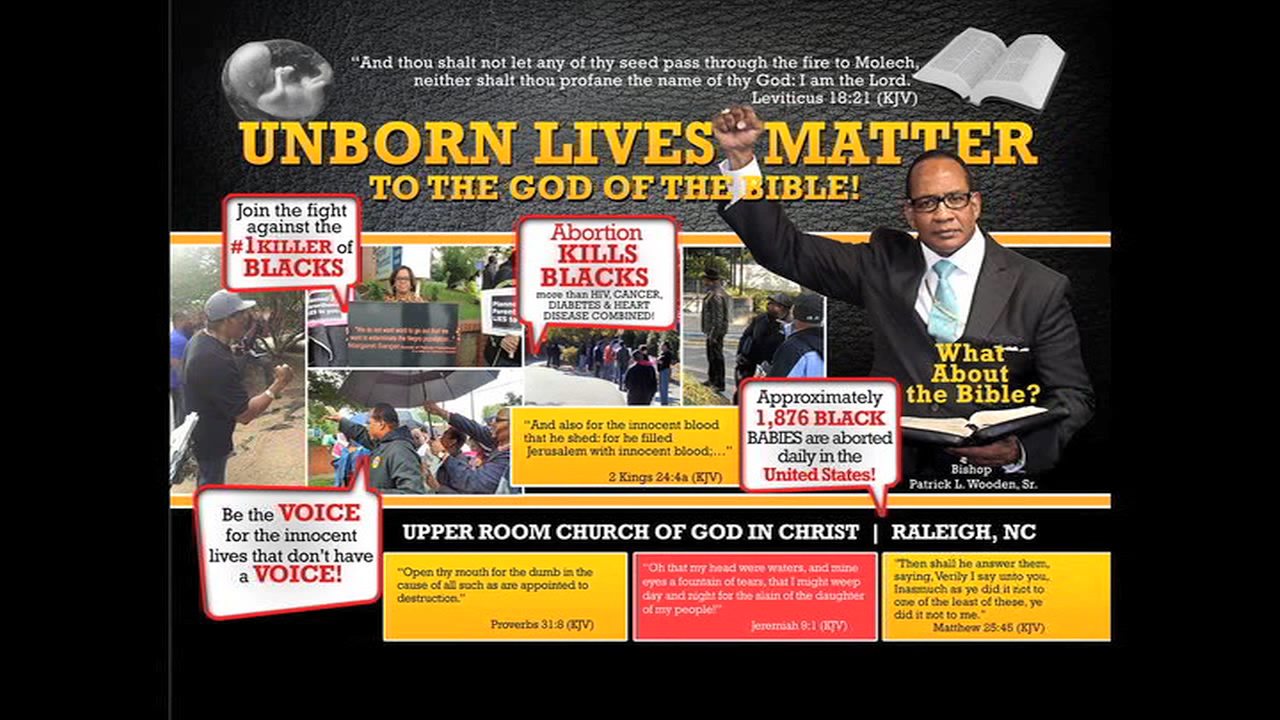 “And thou shalt not let any of thy seed pass through the fire to Molech,
neither shalt thou profane the name of thy God: I am the Lord.
Leviticus 18:21 (KJV)
UNBORN LIVES MATTER
TO THE GOD OF THE BIBLE!
Join the fight
against the
#1 KILLER of
BLACKS
Abortion
KILLS
BLACKS
more than HIV, CANCER,
DIABETES & HEART
DISEASE COMBINED!
What
About
the Bible?
Approximately
1,876 BLACK
BABIES are aborted
daily in the
United States!
“And also for the innocent blood
that he shed: for he filled
Jerusalem with innocent blood;...”
2 Kings 24:4a (KJV)
Bishop
Patrick L. Wooden, Sr.
Be the VOICE
for the innocent
lives that don’t have
a VOICE!
UPPER ROOM CHURCH OF GOD IN CHRIST | RALEIGH, NC
“Open thy mouth for the dumb in the
cause of all such as are appointed to
destruction.”
Proverbs 31:8 (KJV)
“Oh that my head were waters, and mine
eyes a fountain of tears, that I might weep
day and night for the slain of the daughter
of my people!”
Jeremiah 9:1 (KJV)
“Then shall he answer them,
saying, Verily I say unto you,
Inasmuch as ye did it not to
one of the least of these, ye
did it not to me.”
Matthew 25:45 (KJV)